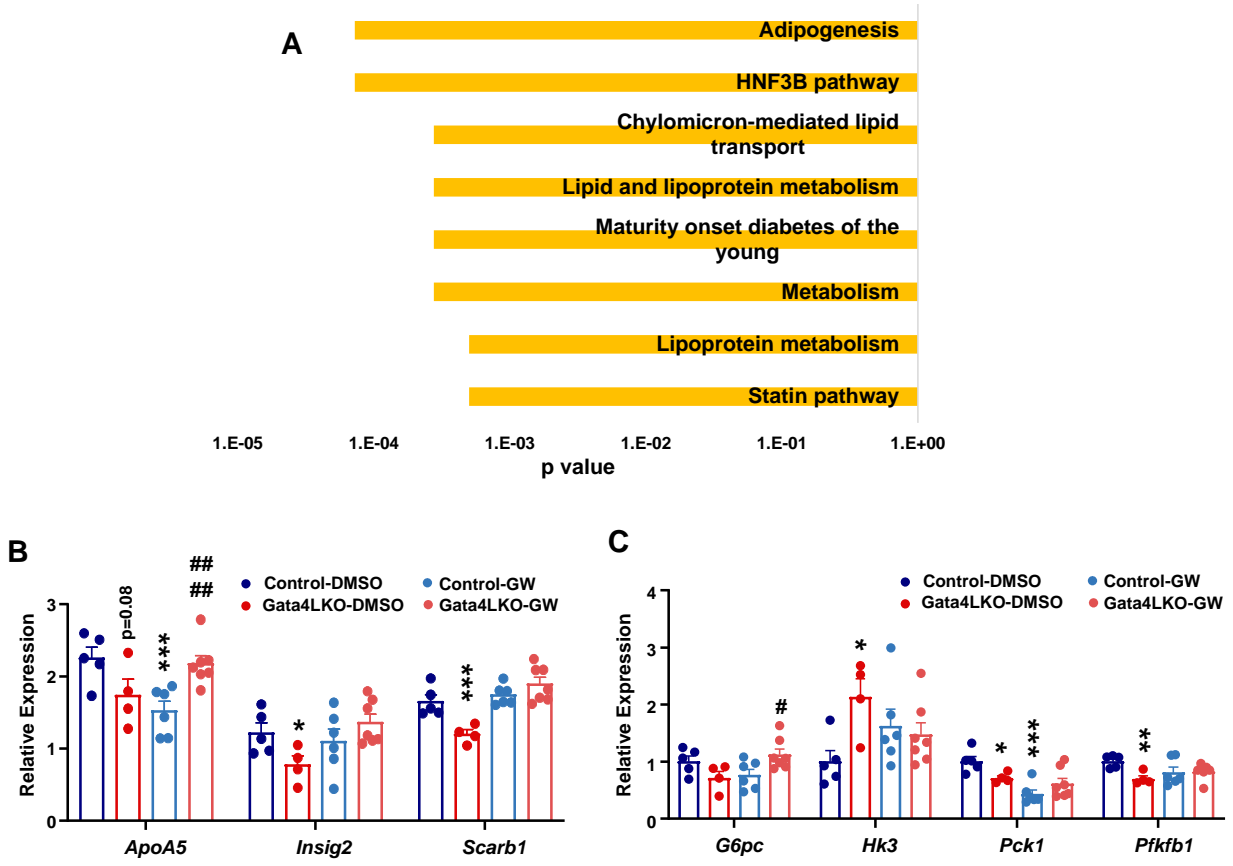 A
Adipogenesis
HNF3B pathway
Chylomicron-mediated lipid
transport
Lipid and lipoprotein metabolism
Maturity onset diabetes of the
young
Metabolism
Lipoprotein metabolism
Statin pathway
1.E-05 1.E-04 1.E-03 1.E-02 1.E-01 1.E+00
p value
B
Control-DMSO Control-GW
Gata4LKO-DMSO Gata4LKO-GW
Relative Expression
3
2
1
0
p=0.08
***
##
##
*
***
ApoA5 Insig2 Scarb1
C
Control-DMSO Control-GW
Gata4LKO-DMSO Gata4LKO-GW
Relative Expression
4
3
2
1
0
#
*
*
***
**
G6pc Hk3 Pck1 Pfkfb1